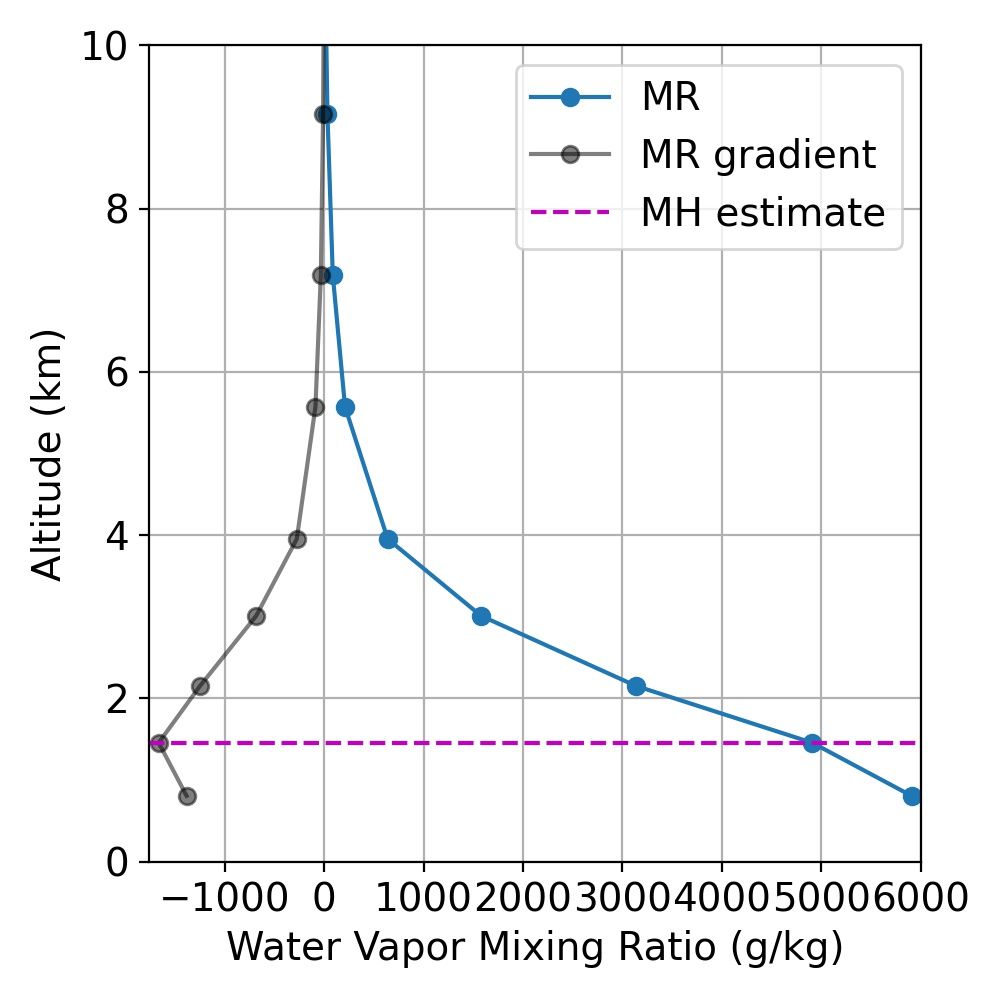 10
8
6
4
2
0
Altitude (km)
MR
MR gradient
MH estimate
−1000 0 1000 2000 3000 4000 5000 6000
Water Vapor Mixing Ratio (g/kg)